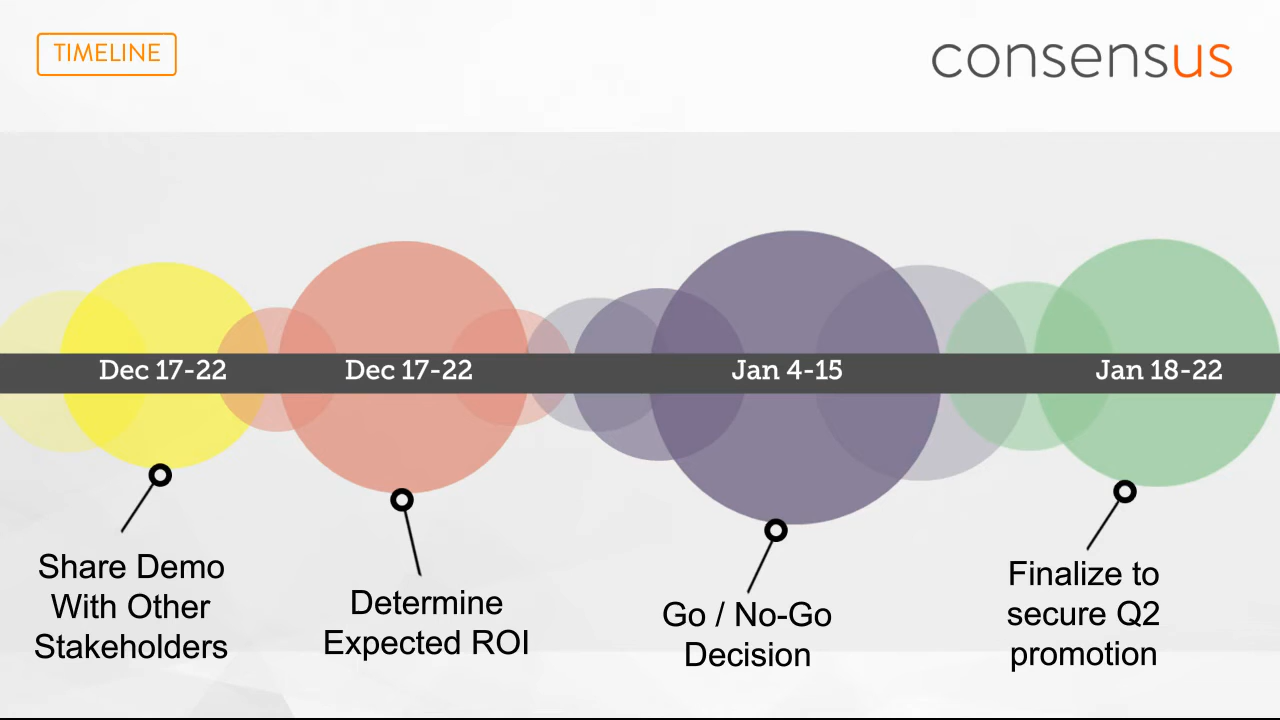 TIMELINE
consensus
Dec 17-22
Dec 17-22
Jan 4-15
Jan 18-22
Share Demo
With Other
Stakeholders
Determine
Expected ROI
Go / No-Go
Decision
Finalize to
secure Q2
promotion